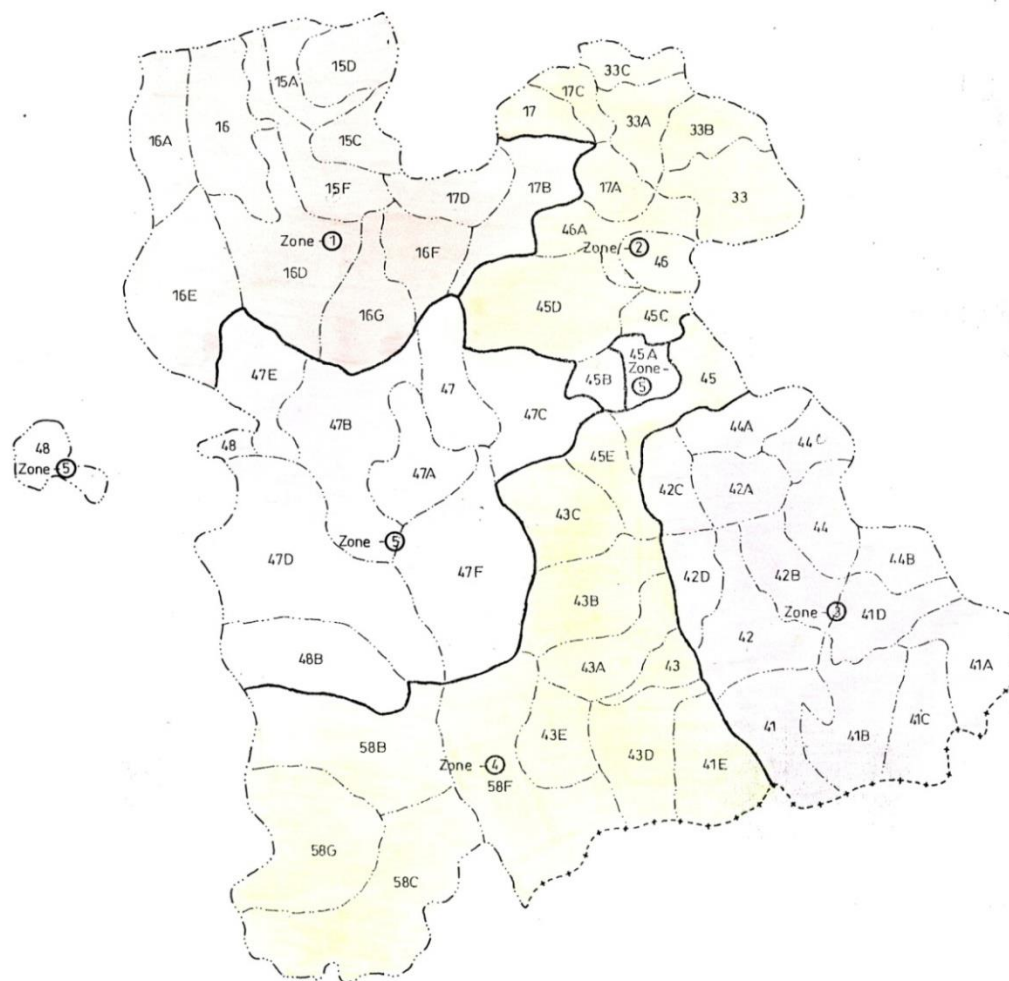 15D
33C
15A
17C
16
17
33A
33B
16A
15C
15F
17D
17B
17A
33
Zone 1
46A
Zone 2
16D
16F
46
16E
16G
45D
45C
45A
Zone
5
45B
45
47E
47
47B
47C
48
44A
44C
48
Zone 5
47A
45E
42C
42A
43C
44
47D
Zone 5
47F
42D
42B
44B
43B
Zone 3
41D
42
48B
43A
43
41A
41
41B
41C
58B
43E
43D
41E
Zone 4
58F
58G
58C